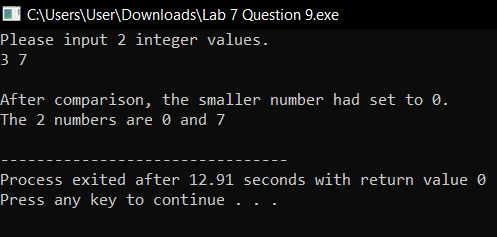 C:\Users\User\Downloads\Lab 7 Question 9.exe
Please input 2 integer values.
3 7
After comparison, the smaller number had set to 0.
The 2 numbers are 0 and 7
--------------------------------
Process exited after 12.91 seconds with return value 0
Press any key to continue . . .